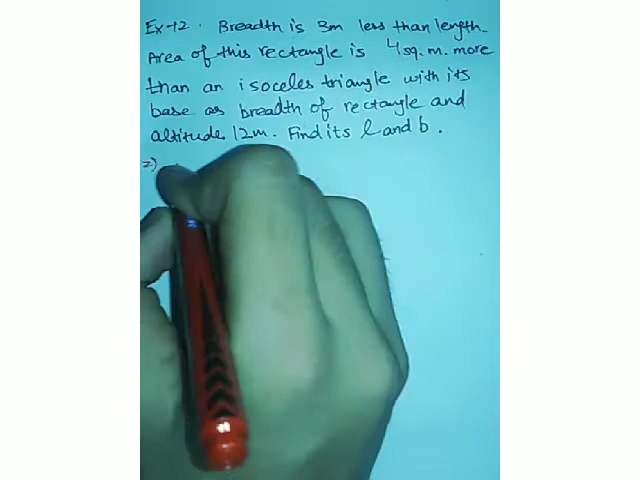 Ex-12. Breadth is 3m less than length.
Area of this rectangle is 4 sq. m. more
than an isoceles triangle with its
base as breadth of rectangle and
altitude 12m. Find its l and b.